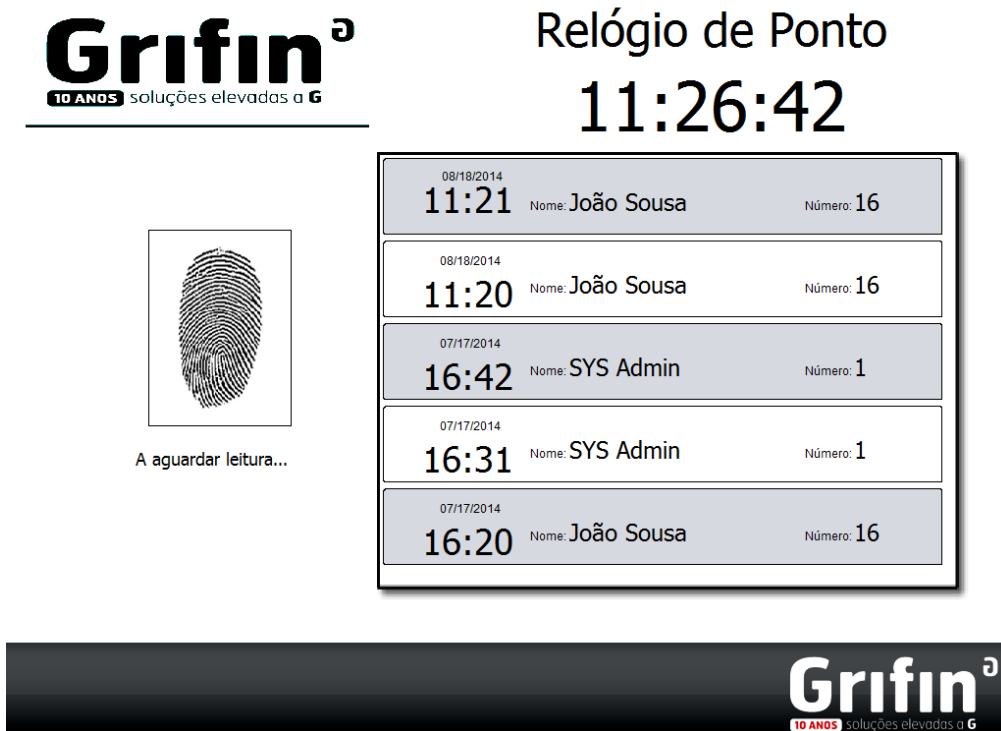 Grifin G
10 ANOS soluções elevadas a G
Relógio de Ponto
11:26:42
08/18/2014
11:21 Nome: João Sousa Número: 16
08/18/2014
11:20 Nome: João Sousa Número: 16
07/17/2014
16:42 Nome: SYS Admin Número: 1
07/17/2014
16:31 Nome: SYS Admin Número: 1
07/17/2014
16:20 Nome: João Sousa Número: 16
A aguardar leitura...
Grifin G
10 ANOS soluções elevadas a G